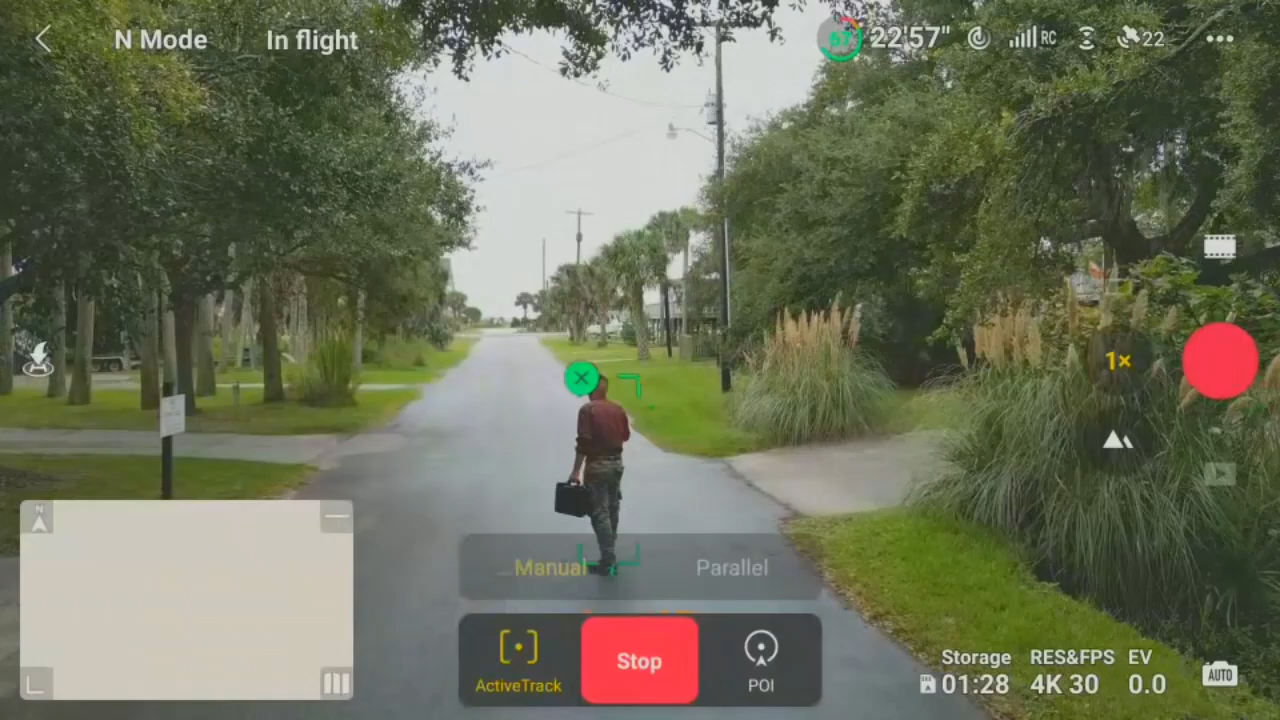 N Mode In flight 67 22'57" RC 22
1×
Manual Parallel
N
Stop
ActiveTrack POI
Storage RES&FPS EV
01:28 4K 30 0.0
AUTO